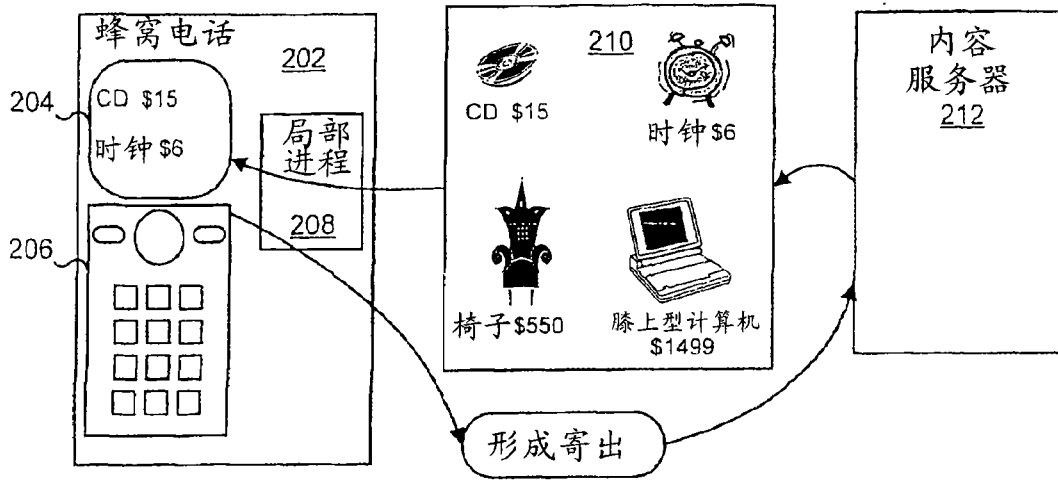 蜂窝电话
202
204
CD $15
时钟 $6
局部
进程
208
206
210
CD $15
时钟 $6
椅子 $550
膝上型计算机
$1499
内容
服务器
212
形成寄出